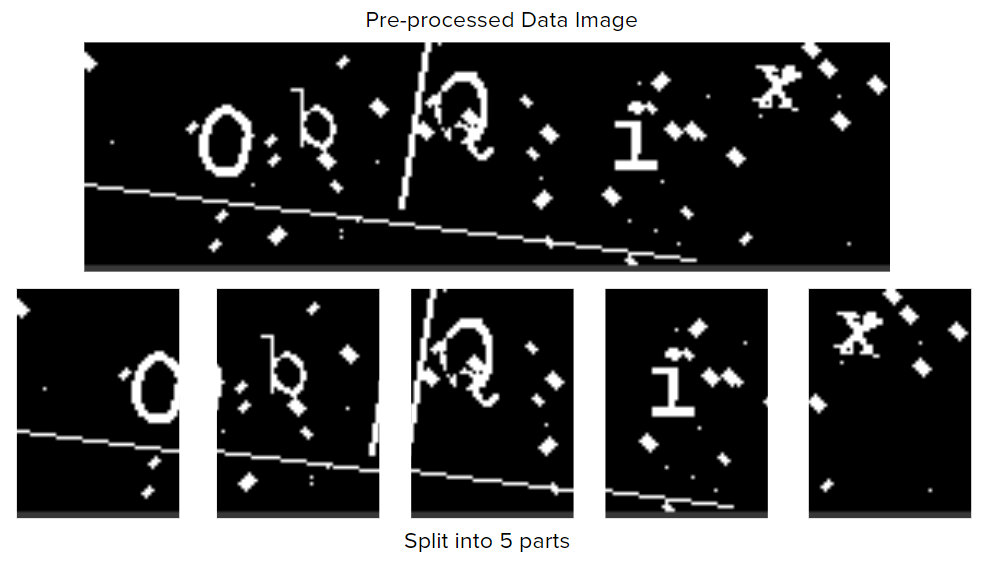 Pre-processed Data Image
O b Q i x
O b Q i x
Split into 5 parts